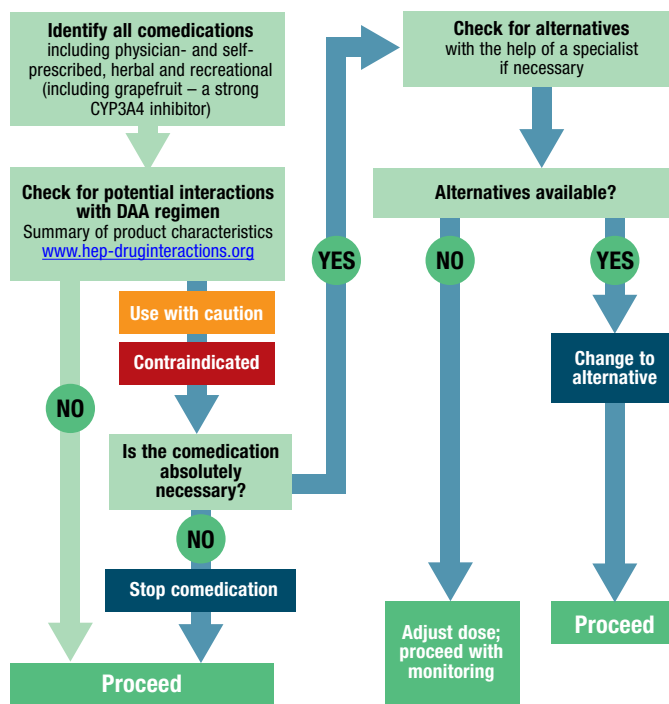 Identify all comedications
including physician- and self-
prescribed, herbal and recreational
(including grapefruit – a strong
CYP3A4 inhibitor)
Check for potential interactions
with DAA regimen
Summary of product characteristics
www.hep-druginteractions.org
Use with caution
Contraindicated
NO
Is the comedication
absolutely
necessary?
NO
Stop comedication
Proceed
YES
Check for alternatives
with the help of a specialist
if necessary
Alternatives available?
NO
YES
Change to
alternative
Adjust dose;
proceed with
monitoring
Proceed